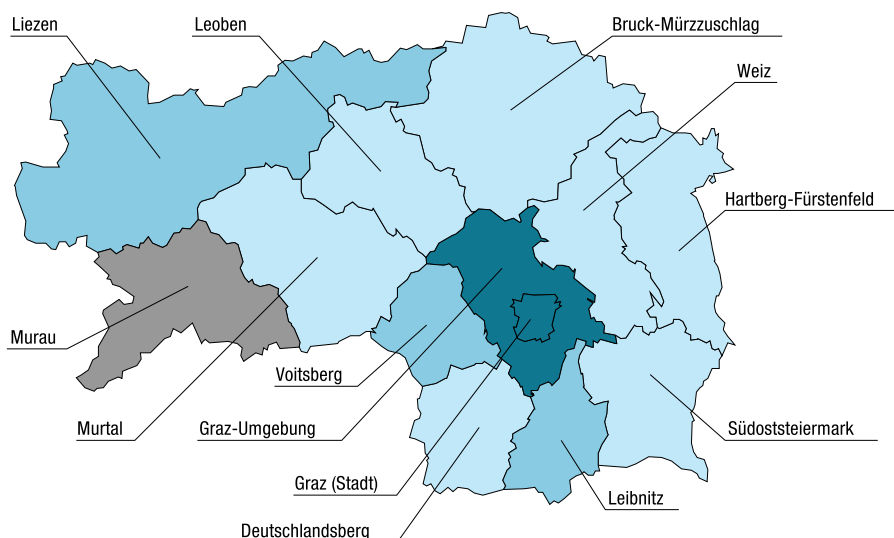 Liezen
Leoben
Bruck-Mürzzuschlag
Weiz
Hartberg-Fürstenfeld
Murau
Voitsberg
Murtal
Graz-Umgebung
Südoststeiermark
Graz (Stadt)
Leibnitz
Deutschlandsberg